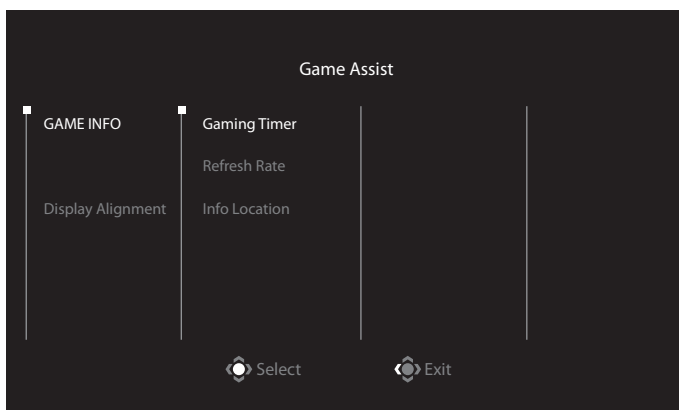 Game Assist
GAME INFO
Display Alignment
Gaming Timer
Refresh Rate
Info Location
Select
Exit